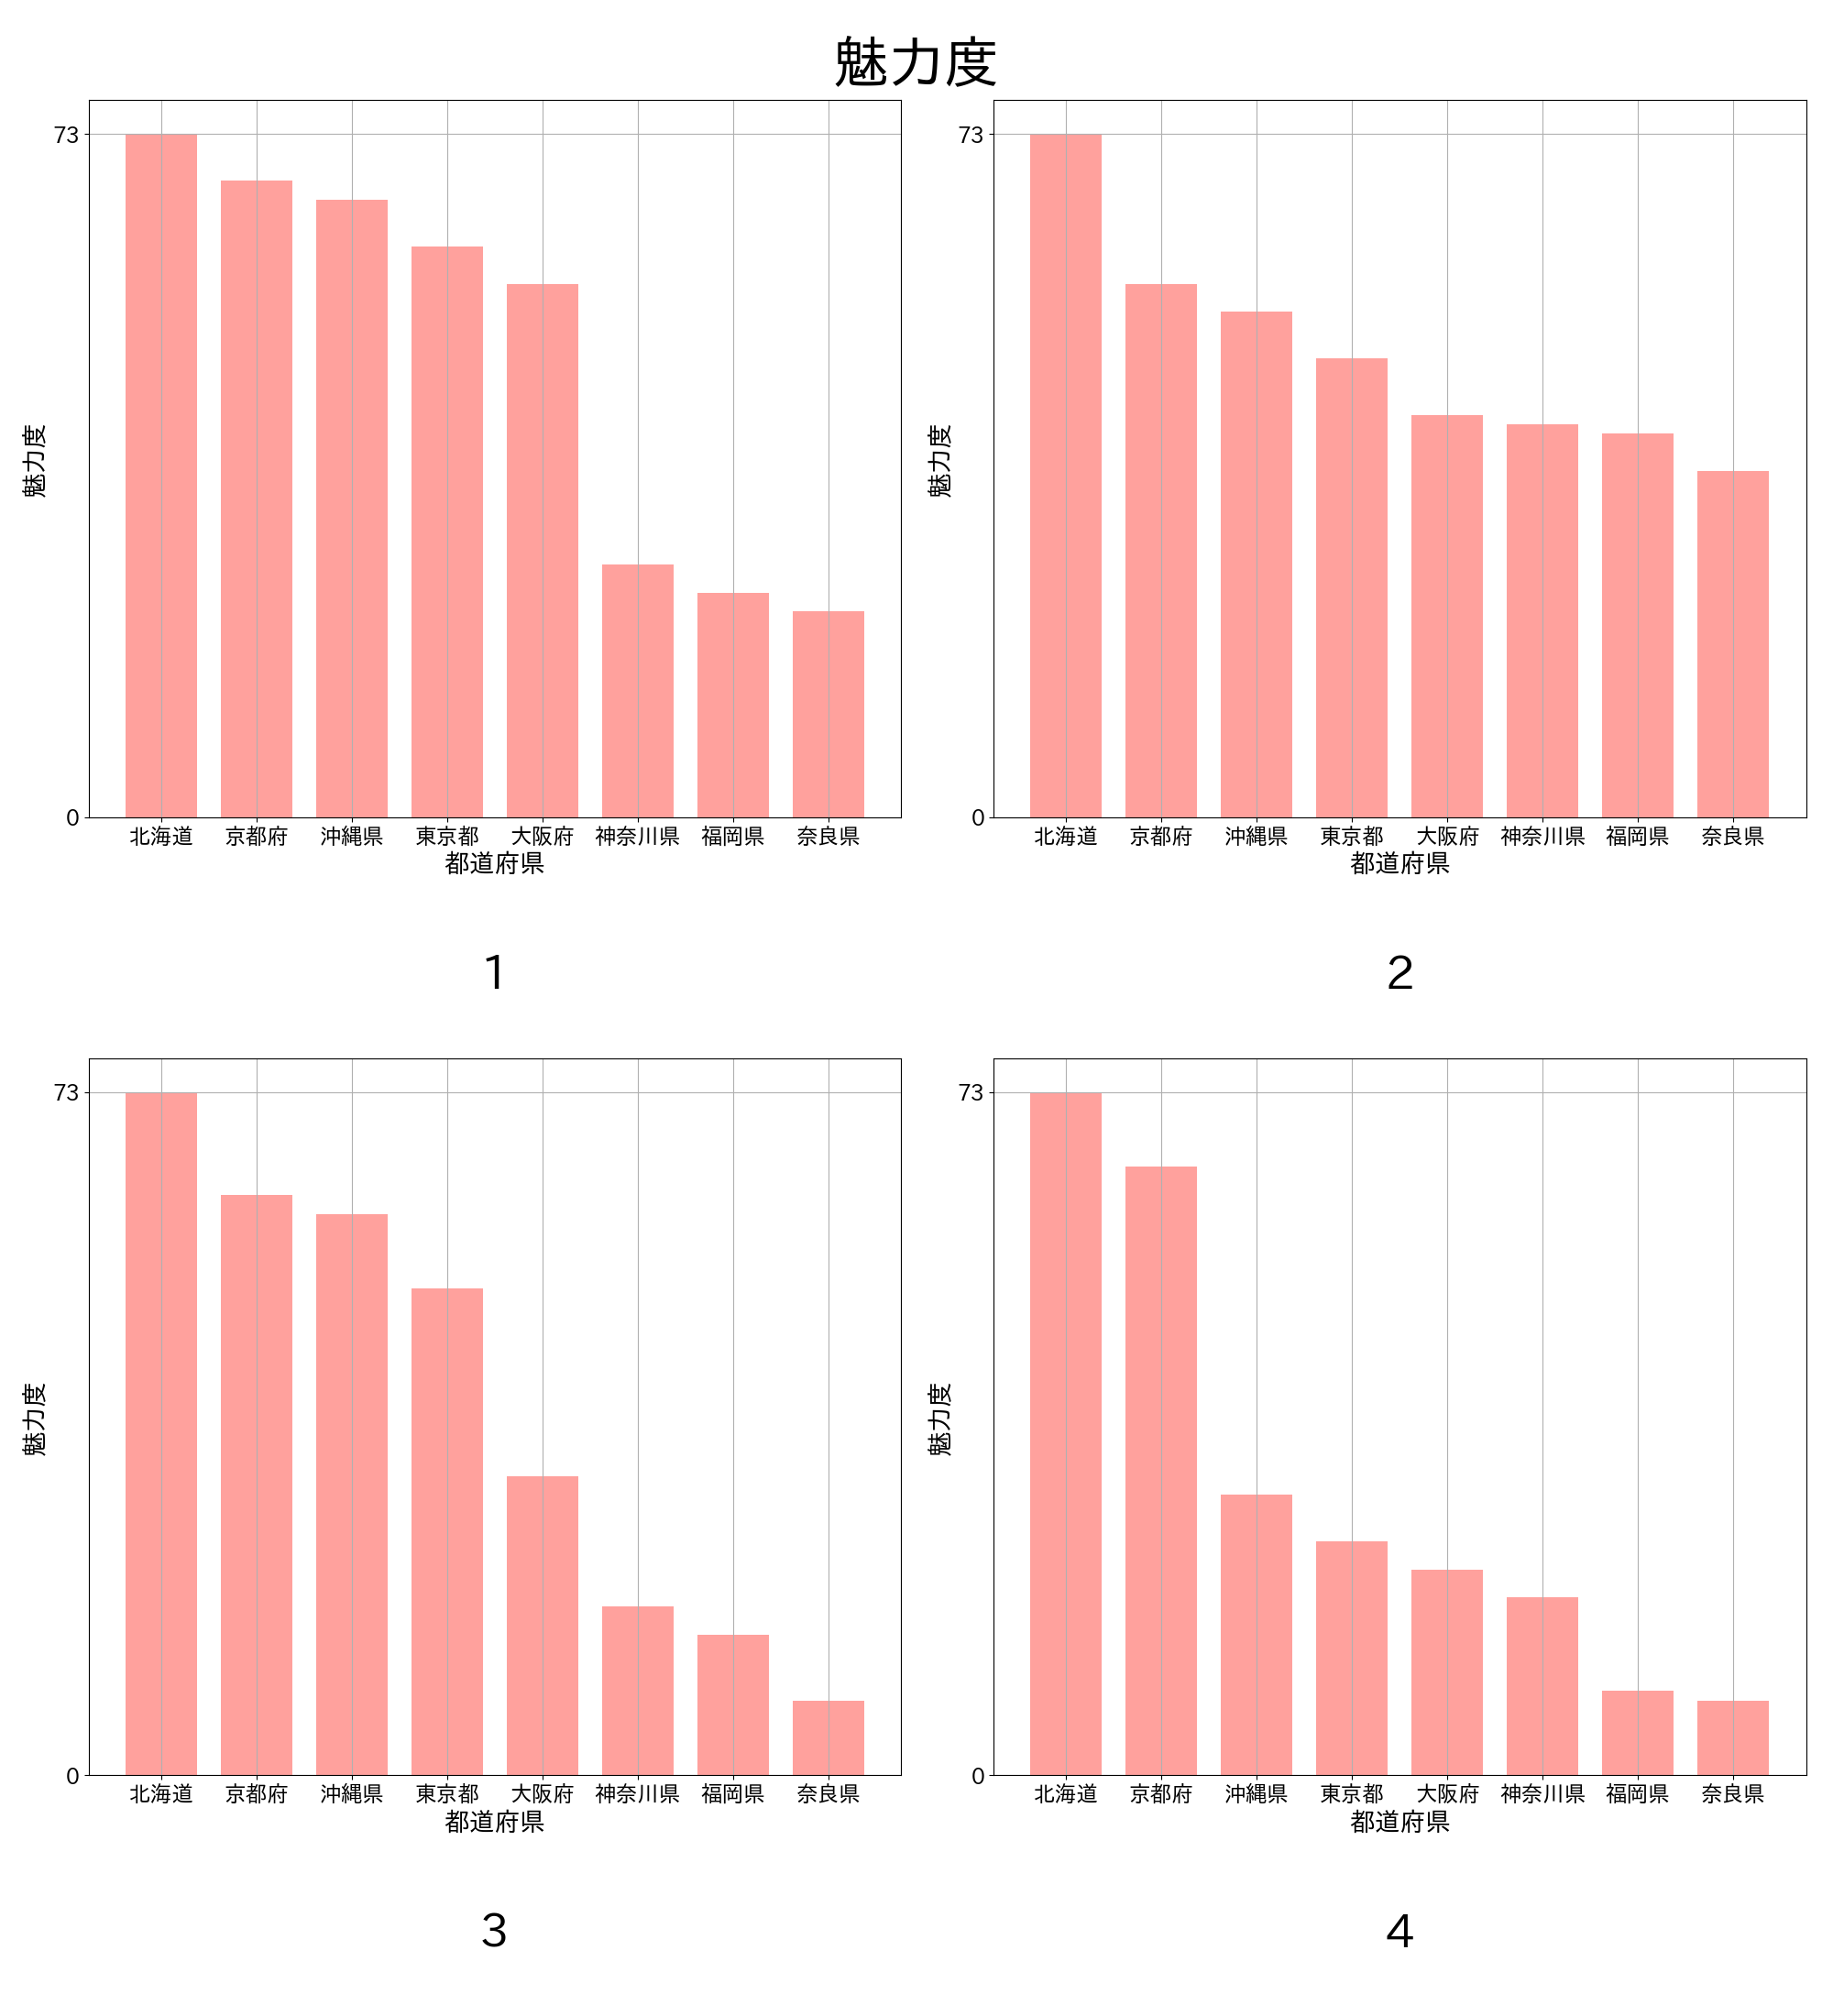 魅力度
73
0
魅力度
北海道 京都府 沖縄県 東京都 大阪府 神奈川県 福岡県 奈良県
都道府県
1
73
0
魅力度
北海道 京都府 沖縄県 東京都 大阪府 神奈川県 福岡県 奈良県
都道府県
2
73
0
魅力度
北海道 京都府 沖縄県 東京都 大阪府 神奈川県 福岡県 奈良県
都道府県
3
73
0
魅力度
北海道 京都府 沖縄県 東京都 大阪府 神奈川県 福岡県 奈良県
都道府県
4